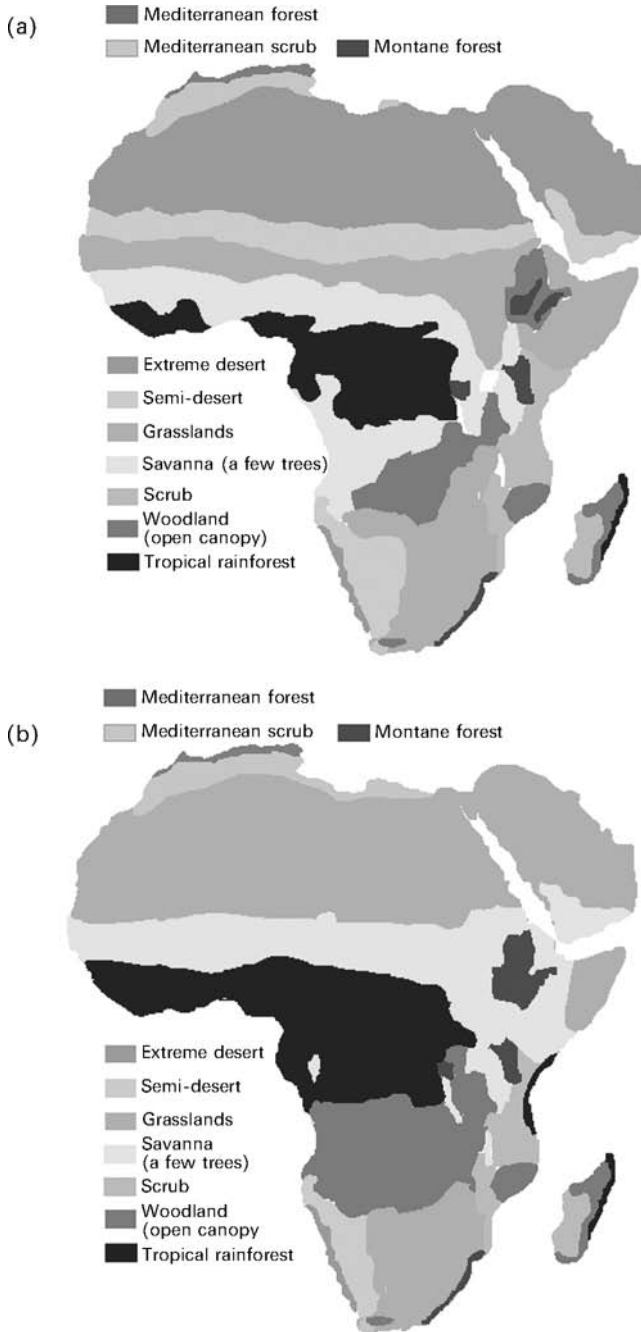 (a)
Mediterranean forest
Mediterranean scrub Montane forest
Extreme desert
Semi-desert
Grasslands
Savanna (a few trees)
Scrub
Woodland
(open canopy)
Tropical rainforest
(b)
Mediterranean forest
Mediterranean scrub Montane forest
Extreme desert
Semi-desert
Grasslands
Savanna
(a few trees)
Scrub
Woodland
(open canopy
Tropical rainforest